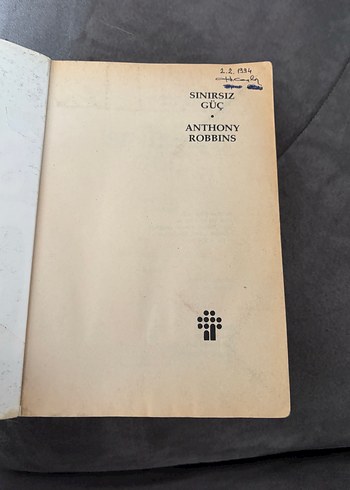 2.2.1994
SINIRSIZ
GÜÇ
•
ANTHONY
ROBBINS